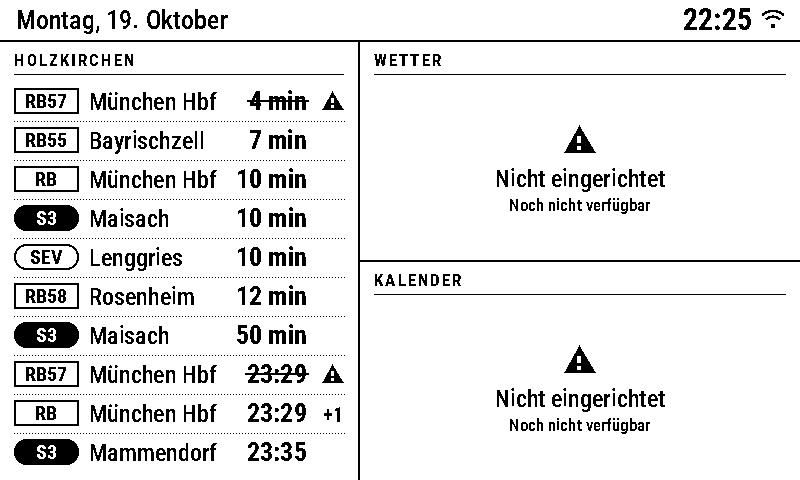 Montag, 19. Oktober
22:25
HOLZKIRCHEN
RB57 München Hbf 4 min
RB55 Bayrischzell 7 min
RB München Hbf 10 min
S3 Maisach 10 min
SEV Lenggries 10 min
RB58 Rosenheim 12 min
S3 Maisach 50 min
RB57 München Hbf 23:29
RB München Hbf 23:29 +1
S3 Mammendorf 23:35
WETTER
Nicht eingerichtet
Noch nicht verfügbar
KALENDER
Nicht eingerichtet
Noch nicht verfügbar